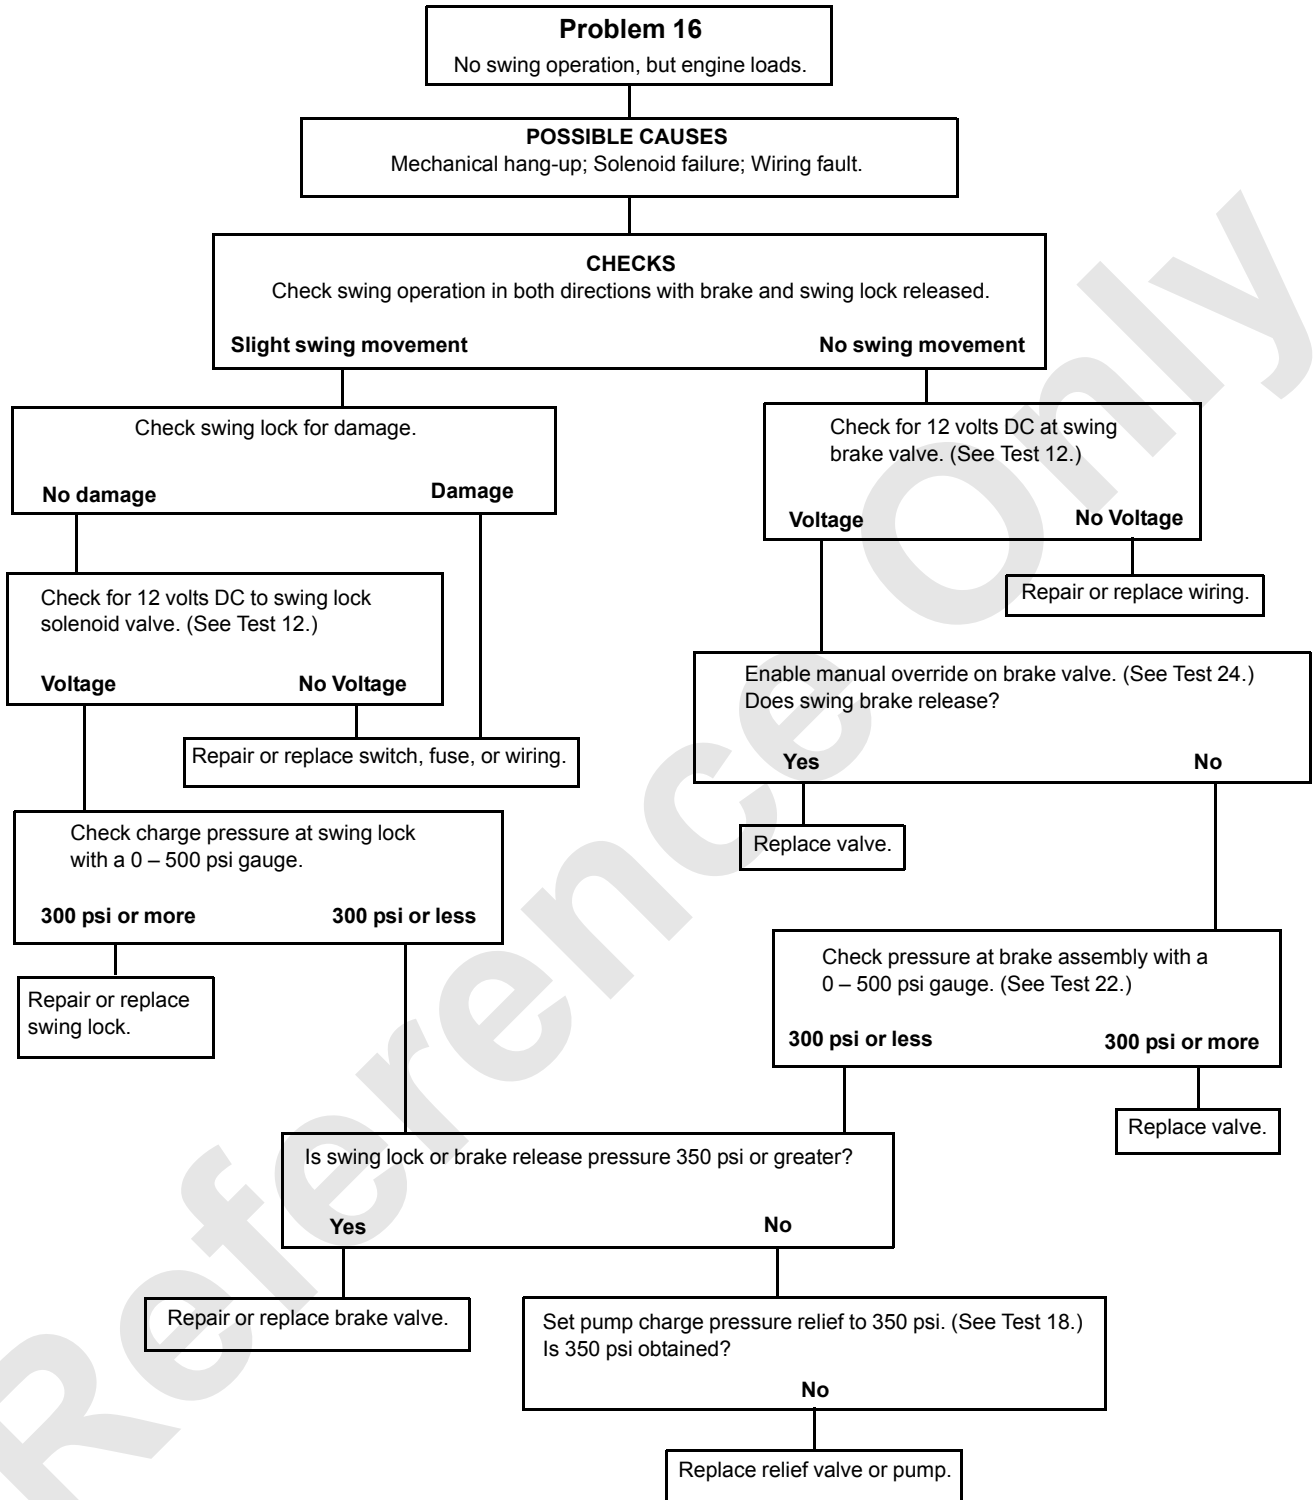 Problem 16
No swing operation, but engine loads.
POSSIBLE CAUSES
Mechanical hang-up; Solenoid failure; Wiring fault.
CHECKS
Check swing operation in both directions with brake and swing lock released.
Slight swing movement
No swing movement
Check swing lock for damage.
No damage
Damage
Check for 12 volts DC at swing
brake valve. (See Test 12.)
Voltage
No Voltage
Repair or replace wiring.
Check for 12 volts DC to swing lock
solenoid valve. (See Test 12.)
Voltage
No Voltage
Repair or replace switch, fuse, or wiring.
Enable manual override on brake valve. (See Test 24.)
Does swing brake release?
Yes
No
Replace valve.
Check charge pressure at swing lock
with a 0 – 500 psi gauge.
300 psi or more
300 psi or less
Repair or replace
swing lock.
Check pressure at brake assembly with a
0 – 500 psi gauge. (See Test 22.)
300 psi or less
300 psi or more
Replace valve.
Is swing lock or brake release pressure 350 psi or greater?
Yes
No
Repair or replace brake valve.
Set pump charge pressure relief to 350 psi. (See Test 18.)
Is 350 psi obtained?
No
Replace relief valve or pump.
Reference Only